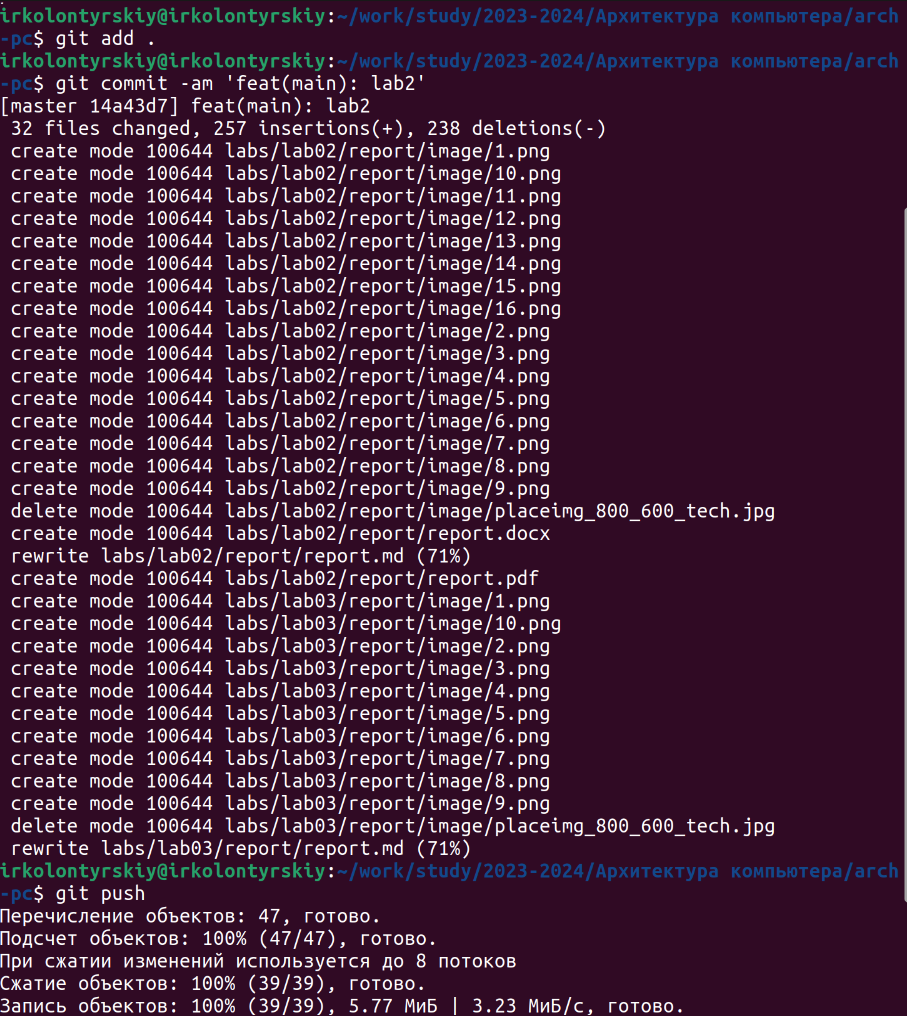 irkolontyrskiy@irkolontyrskiy:~/work/study/2023-2024/Архитектура компьютера/arch
-pc$ git add .
irkolontyrskiy@irkolontyrskiy:~/work/study/2023-2024/Архитектура компьютера/arch
-pc$ git commit -am 'feat(main): lab2'
[master 14a43d7] feat(main): lab2
 32 files changed, 257 insertions(+), 238 deletions(-)
 create mode 100644 labs/lab02/report/image/1.png
 create mode 100644 labs/lab02/report/image/10.png
 create mode 100644 labs/lab02/report/image/11.png
 create mode 100644 labs/lab02/report/image/12.png
 create mode 100644 labs/lab02/report/image/13.png
 create mode 100644 labs/lab02/report/image/14.png
 create mode 100644 labs/lab02/report/image/15.png
 create mode 100644 labs/lab02/report/image/16.png
 create mode 100644 labs/lab02/report/image/2.png
 create mode 100644 labs/lab02/report/image/3.png
 create mode 100644 labs/lab02/report/image/4.png
 create mode 100644 labs/lab02/report/image/5.png
 create mode 100644 labs/lab02/report/image/6.png
 create mode 100644 labs/lab02/report/image/7.png
 create mode 100644 labs/lab02/report/image/8.png
 create mode 100644 labs/lab02/report/image/9.png
 delete mode 100644 labs/lab02/report/image/placeimg_800_600_tech.jpg
 create mode 100644 labs/lab02/report/report.docx
 rewrite labs/lab02/report/report.md (71%)
 create mode 100644 labs/lab02/report/report.pdf
 create mode 100644 labs/lab03/report/image/1.png
 create mode 100644 labs/lab03/report/image/10.png
 create mode 100644 labs/lab03/report/image/2.png
 create mode 100644 labs/lab03/report/image/3.png
 create mode 100644 labs/lab03/report/image/4.png
 create mode 100644 labs/lab03/report/image/5.png
 create mode 100644 labs/lab03/report/image/6.png
 create mode 100644 labs/lab03/report/image/7.png
 create mode 100644 labs/lab03/report/image/8.png
 create mode 100644 labs/lab03/report/image/9.png
 delete mode 100644 labs/lab03/report/image/placeimg_800_600_tech.jpg
 rewrite labs/lab03/report/report.md (71%)
irkolontyrskiy@irkolontyrskiy:~/work/study/2023-2024/Архитектура компьютера/arch
-pc$ git push
Перечисление объектов: 47, готово.
Подсчет объектов: 100% (47/47), готово.
При сжатии изменений используется до 8 потоков
Сжатие объектов: 100% (39/39), готово.
Запись объектов: 100% (39/39), 5.77 МиБ | 3.23 МиБ/с, готово.